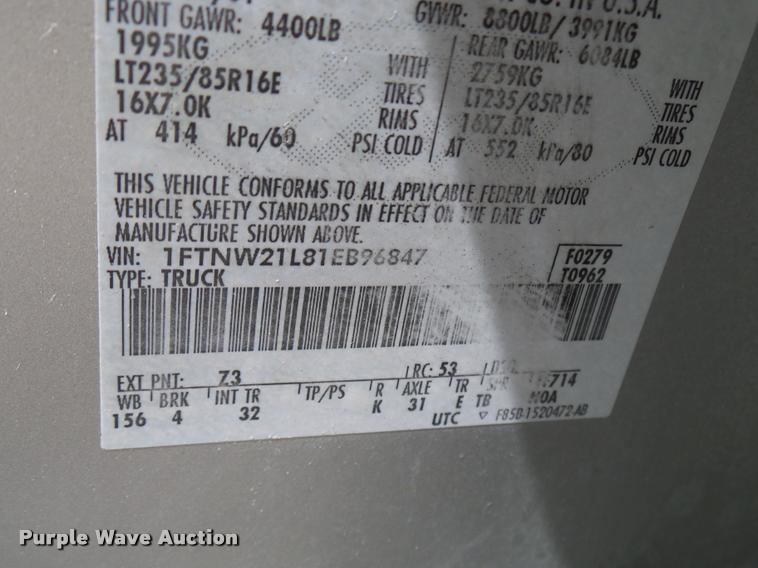 FRONT GAWR: 4400LB
1995KG
LT235/85R16E WITH TIRES
16X7.0K RIMS
AT 414 kPa/60 PSI COLD
U.S.A.
GVWR: 8800LB/ 3991KG
REAR GAWR: 6084LB
2759KG WITH
LT235/85R16E TIRES
16X7.0K RIMS
AT 552 kPa/80 PSI COLD
THIS VEHICLE CONFORMS TO ALL APPLICABLE FEDERAL MOTOR
VEHICLE SAFETY STANDARDS IN EFFECT ON THE DATE OF
MANUFACTURE SHOWN ABOVE.
VIN: 1FTNW21L81EB96847 F0279
TYPE: TRUCK T0962
EXT PNT: Z3 RC: 53 DSO:
WB BRK INT TR TP/PS R AXLE TR SPR
156 4 32 K 31 E TB
UTC ▽ F85B-1520472-AB
Purple Wave Auction